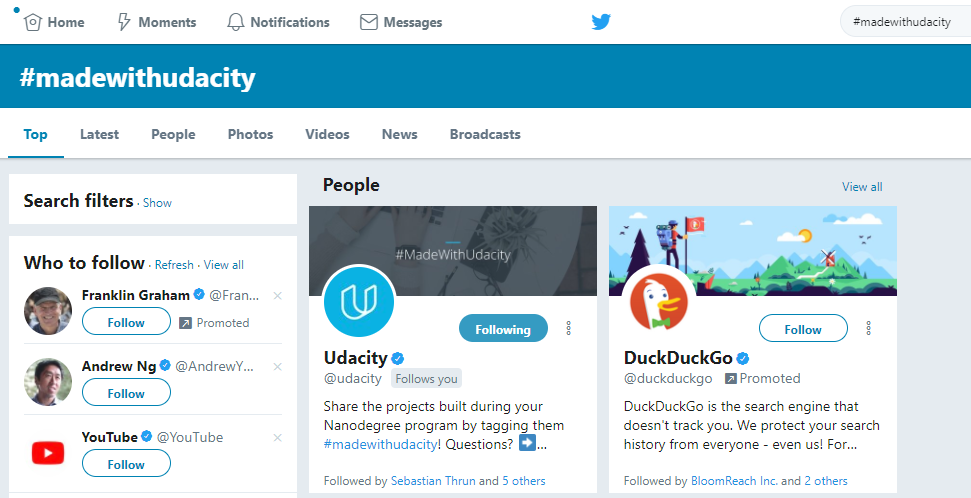 Home Moments Notifications Messages #madewithudacity
#madewithudacity
Top Latest People Photos Videos News Broadcasts
Search filters · Show
Who to follow · Refresh · View all
Franklin Graham @Fran...
Follow Promoted
Andrew Ng @AndrewY...
Follow
YouTube @YouTube
Follow
People View all
#MadeWithUdacity
Following
Udacity
@udacity Follows you
Share the projects built during your
Nanodegree program by tagging them
#madewithudacity! Questions? ➡...
Followed by Sebastian Thrun and 5 others
Follow
DuckDuckGo
@duckduckgo Promoted
DuckDuckGo is the search engine that
doesn't track you. We protect your search
history from everyone - even us! For...
Followed by BloomReach Inc. and 2 others